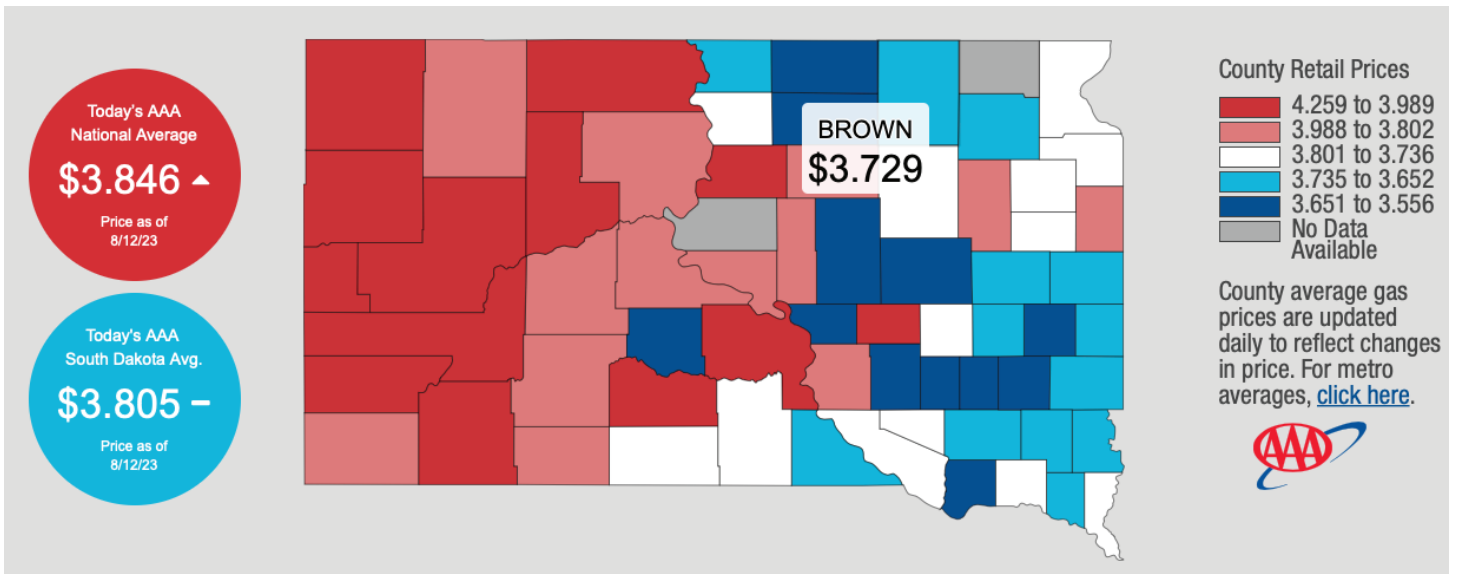 Today's AAA
National Average
$3.846
Price as of
8/12/23
Today's AAA
South Dakota Avg.
$3.805
Price as of
8/12/23
BROWN
$3.729
County Retail Prices
4.259 to 3.989
3.988 to 3.802
3.801 to 3.736
3.735 to 3.652
3.651 to 3.556
No Data
Available
County average gas
prices are updated
daily to reflect changes
in price. For metro
averages, click here.
AAA